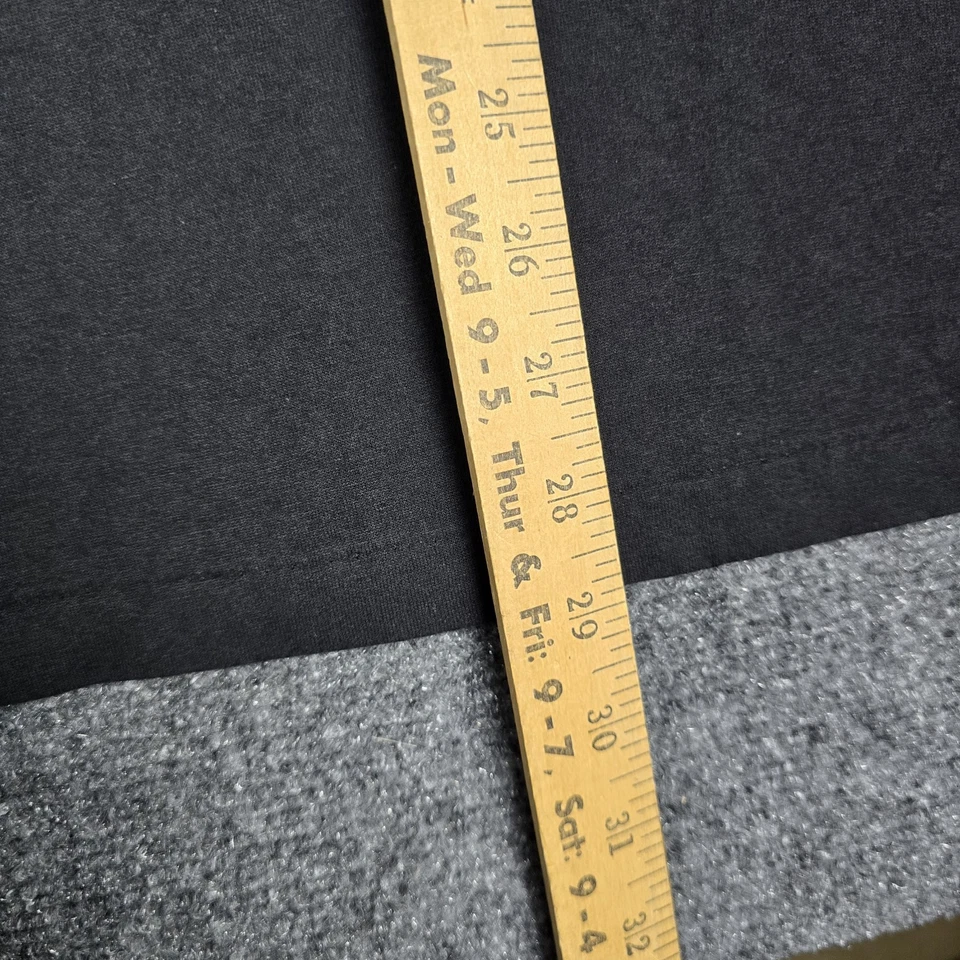 Mon - Wed 9 - 5, Thur & Fri: 9 - 7, Sat: 9 - 4
25 26 27 28 29 30 31 32